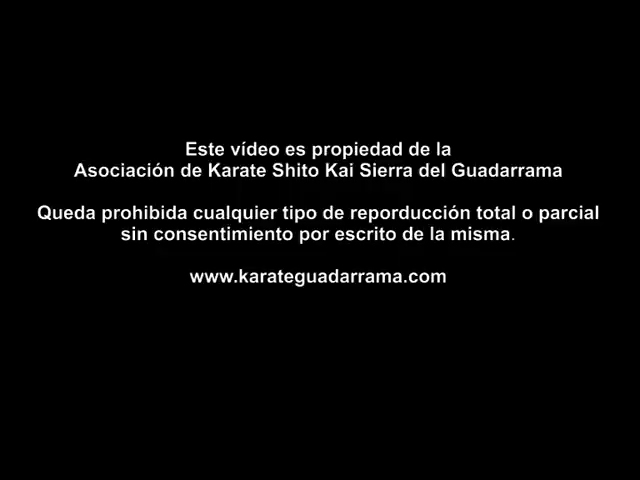 Este vídeo es propiedad de la
Asociación de Karate Shito Kai Sierra del Guadarrama
Queda prohibida cualquier tipo de reporducción total o parcial
sin consentimiento por escrito de la misma.
www.karateguadarrama.com